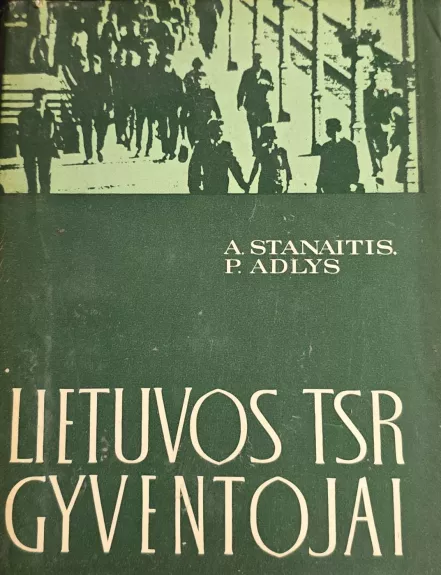 A. STANAITIS.
P. ADLYS
LIETUVOS TSR
GYVENTOJAI